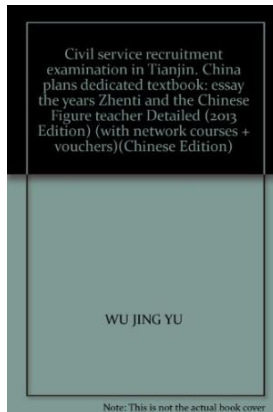 Civil service recruitment
examination in Tianjin. China
plans dedicated textbook: essay
the years Zhenti and the Chinese
Figure teacher Detailed (2013
Edition) (with network courses +
vouchers)(Chinese Edition)
WU JING YU
Note: This is not the actual book cover